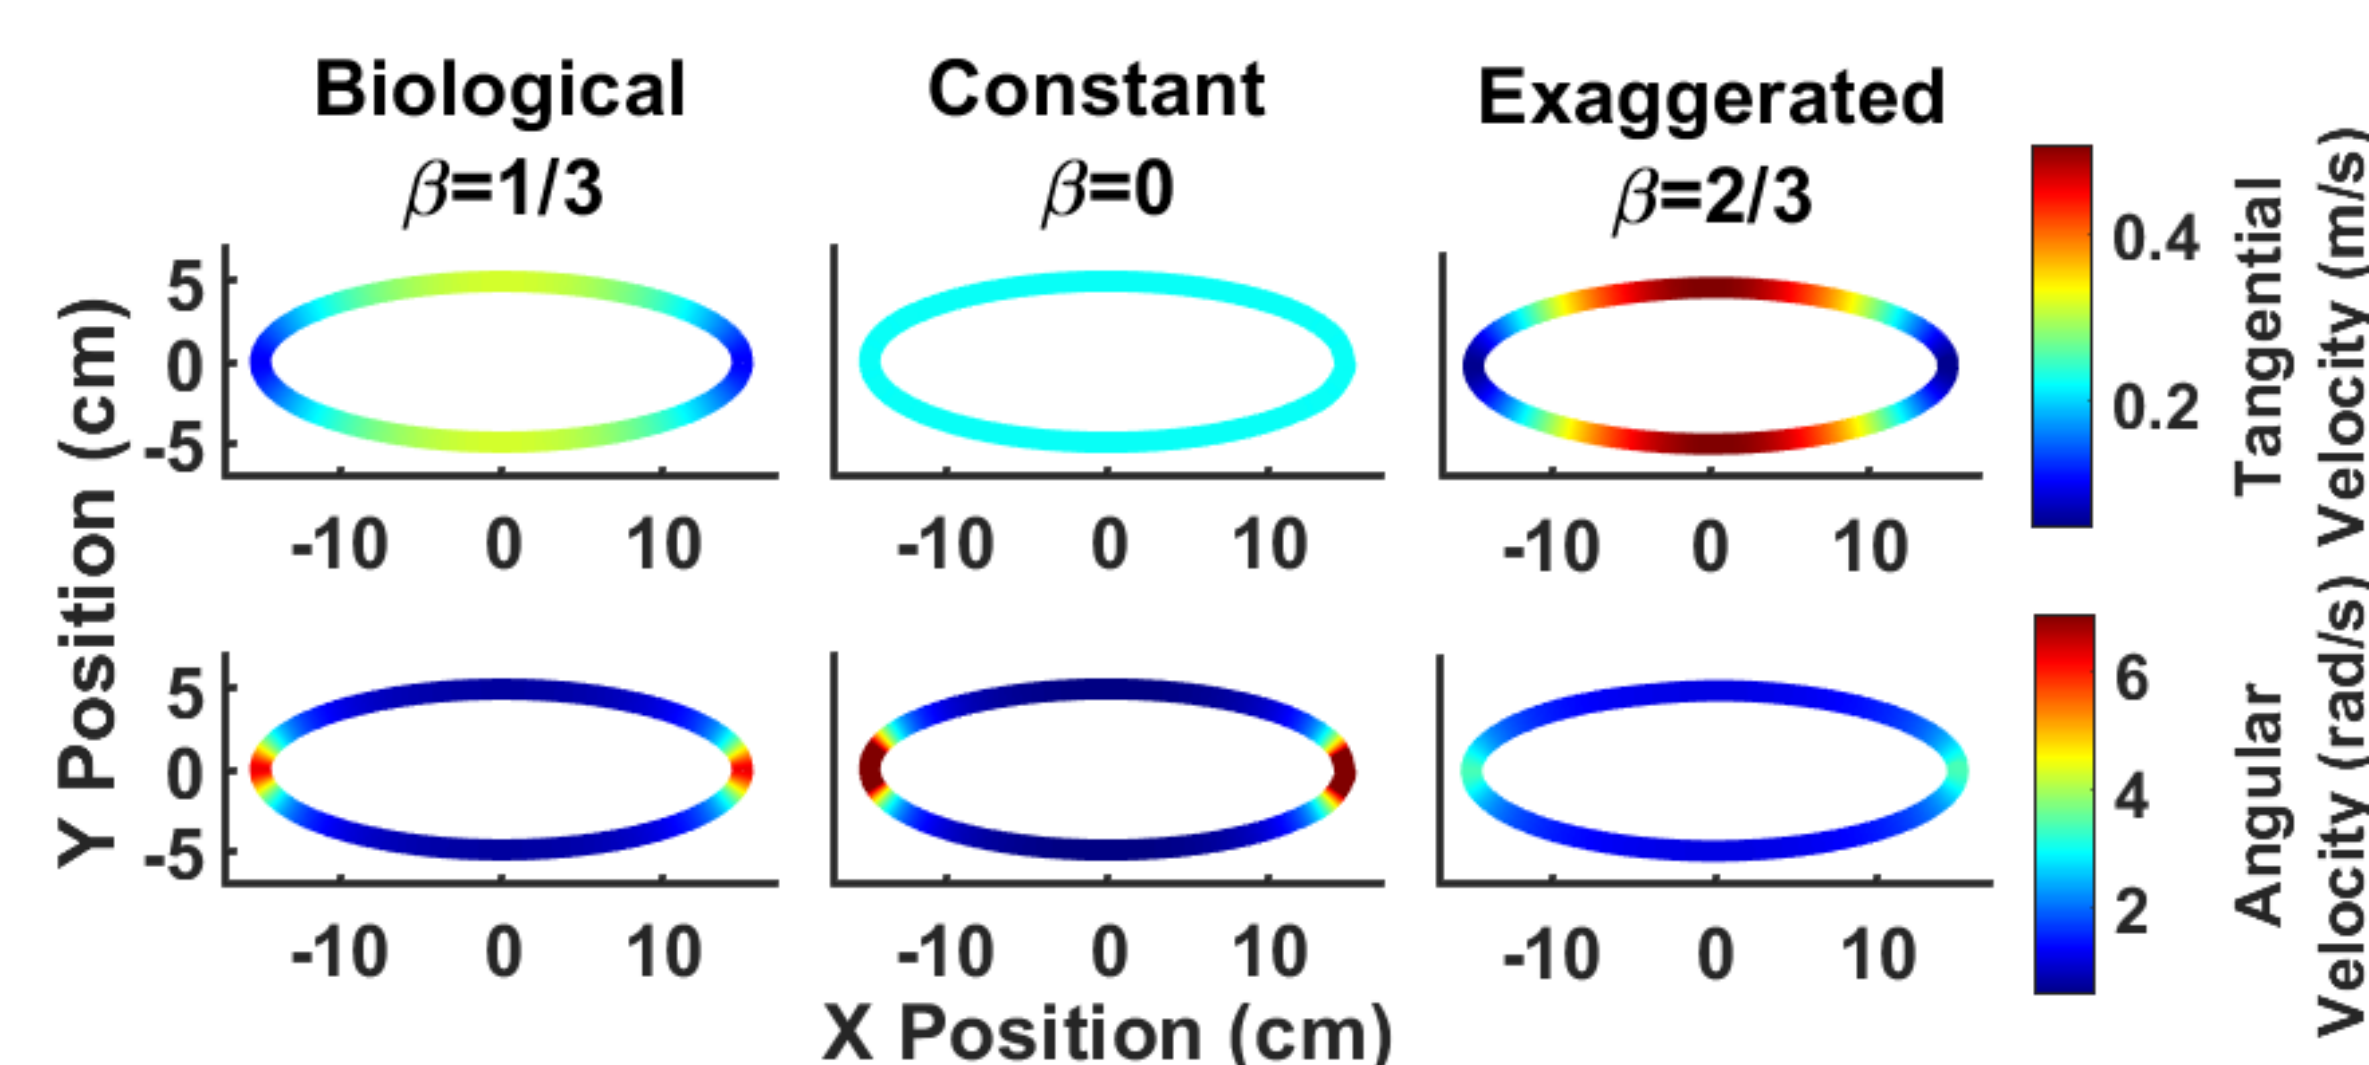 Biological
β=1/3
Constant
β=0
Exaggerated
β=2/3
5
0
-5
-10 0 10
-10 0 10
-10 0 10
0.4
0.2
Tangential
Velocity (m/s)
Y Position (cm)
5
0
-5
-10 0 10
-10 0 10
-10 0 10
6
4
2
Angular
Velocity (rad/s)
X Position (cm)